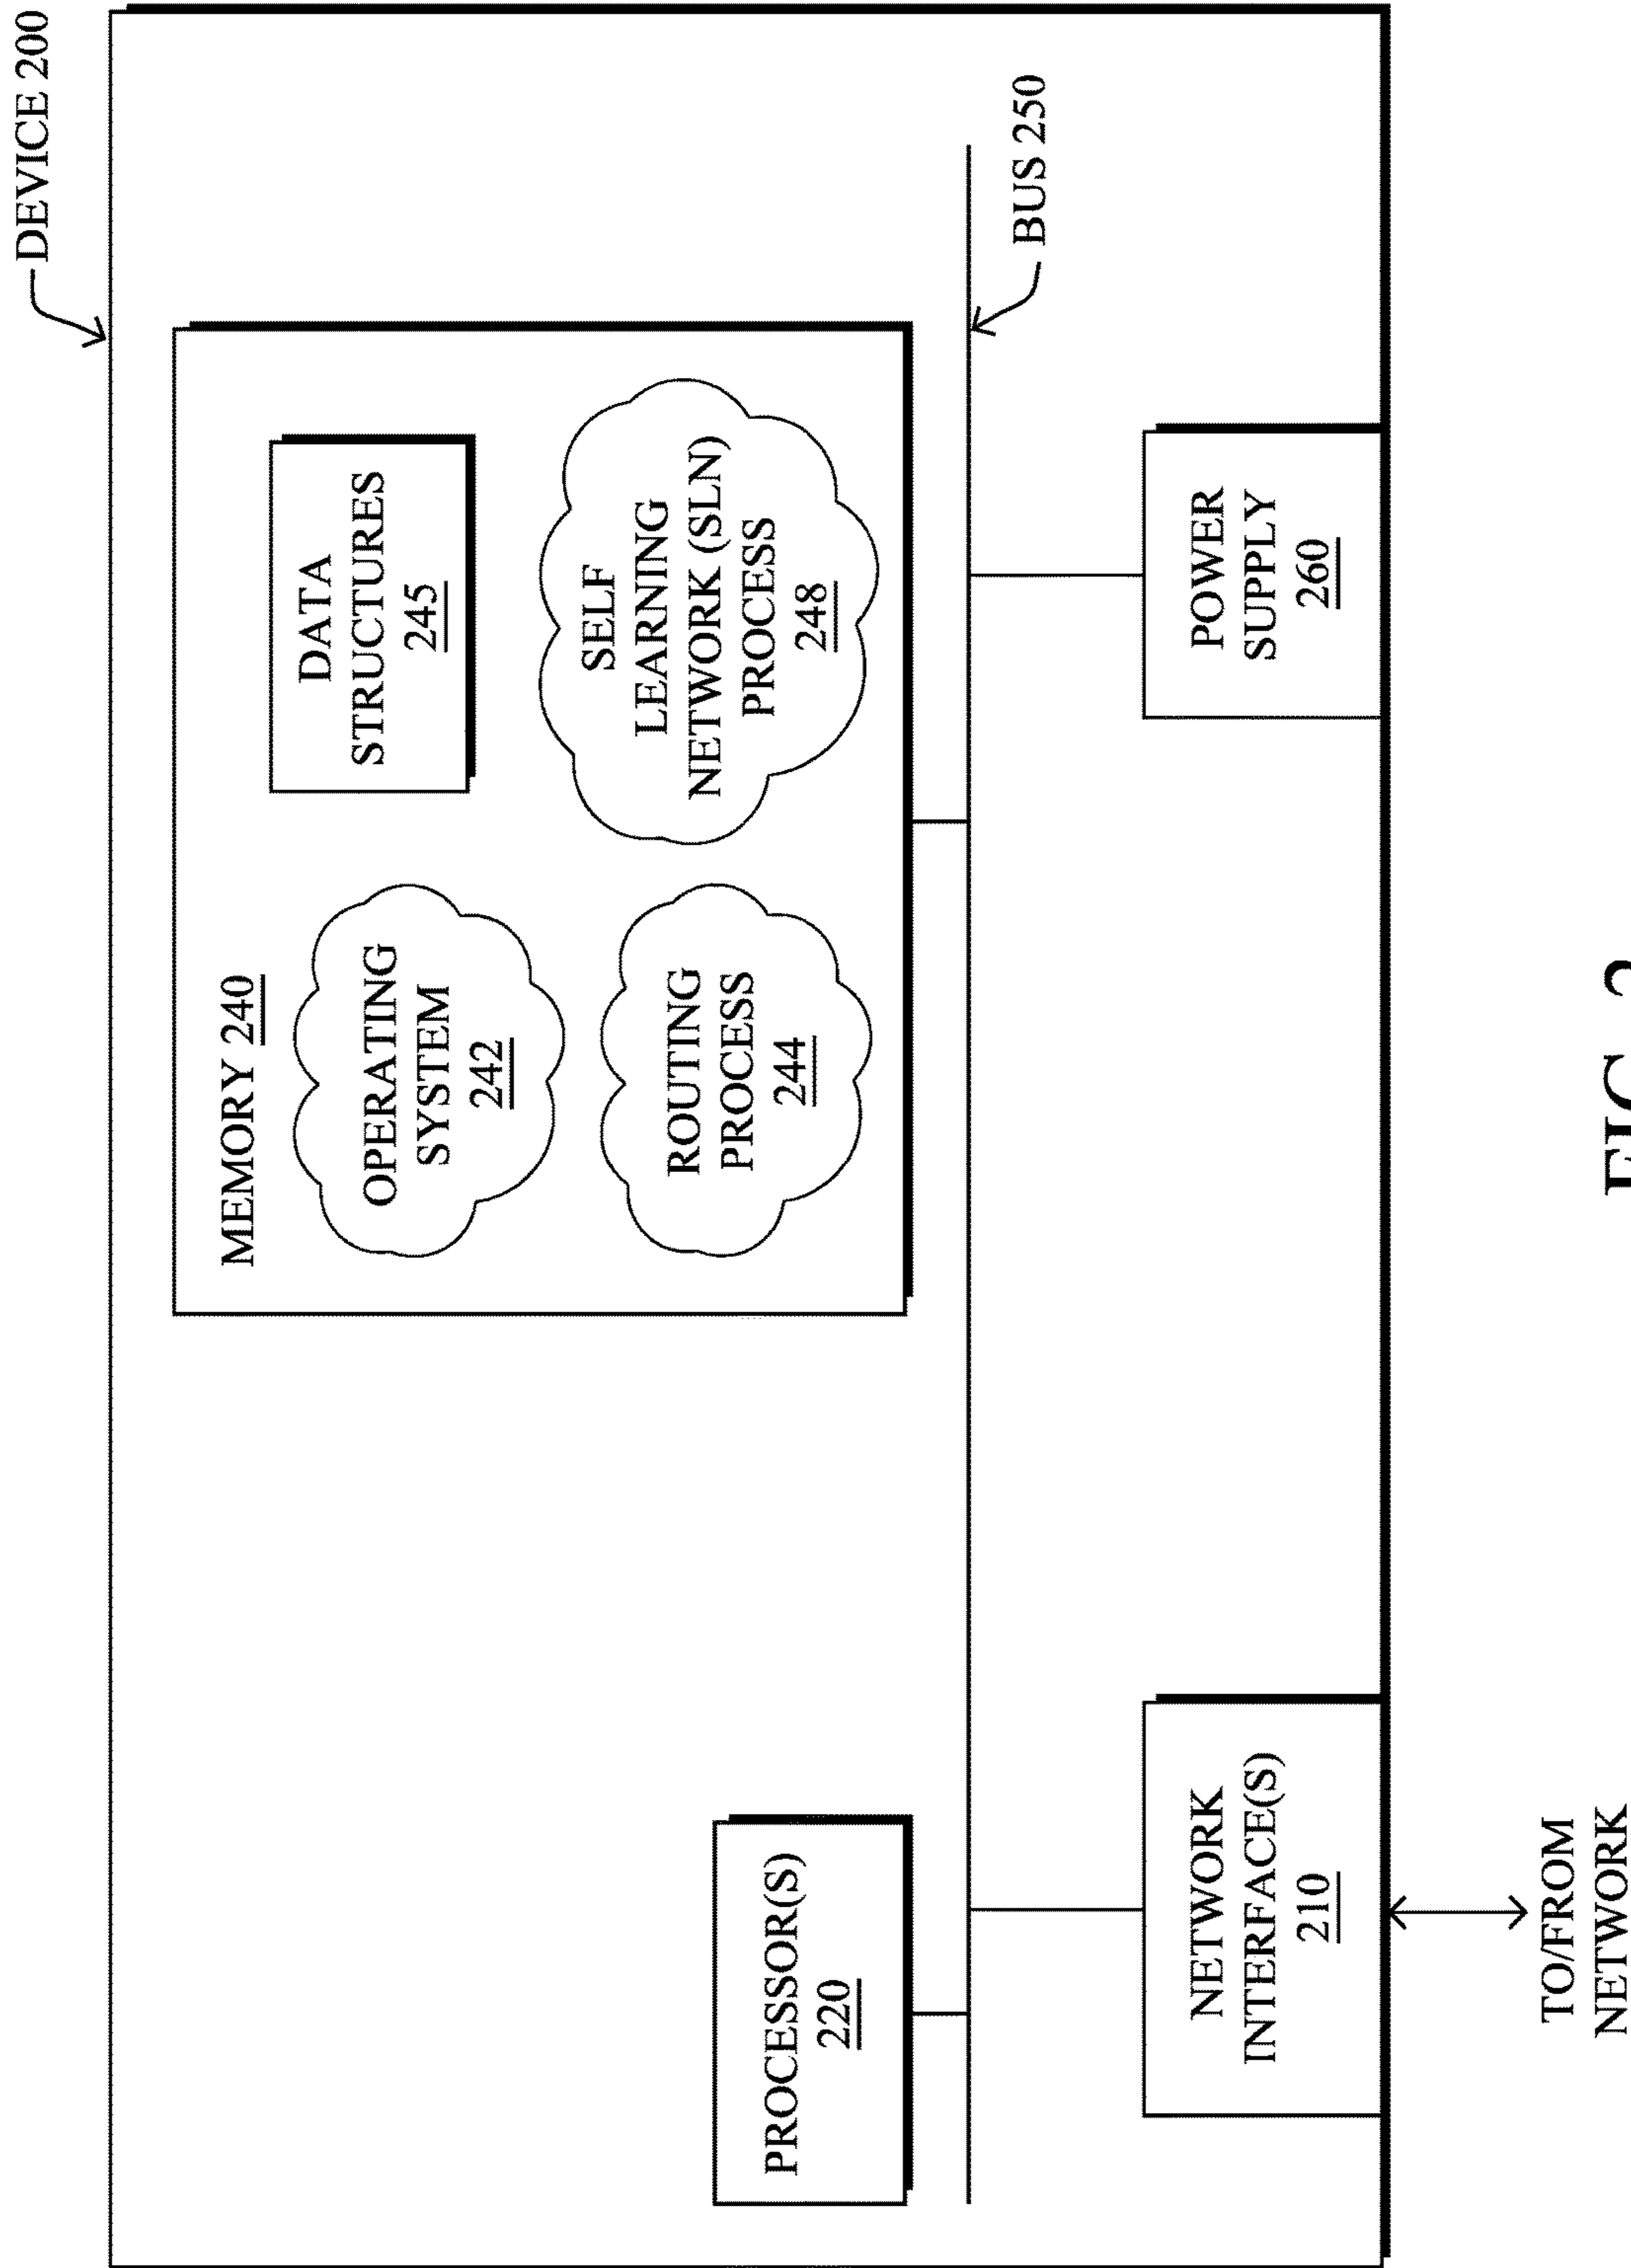 DEVICE 200
MEMORY 240
OPERATING
SYSTEM
242
DATA
STRUCTURES
245
ROUTING
PROCESS
244
SELF
LEARNING
NETWORK (SLN)
PROCESS
248
PROCESSOR(S)
220
BUS 250
NETWORK
INTERFACE(S)
210
POWER
SUPPLY
260
TO/FROM
NETWORK